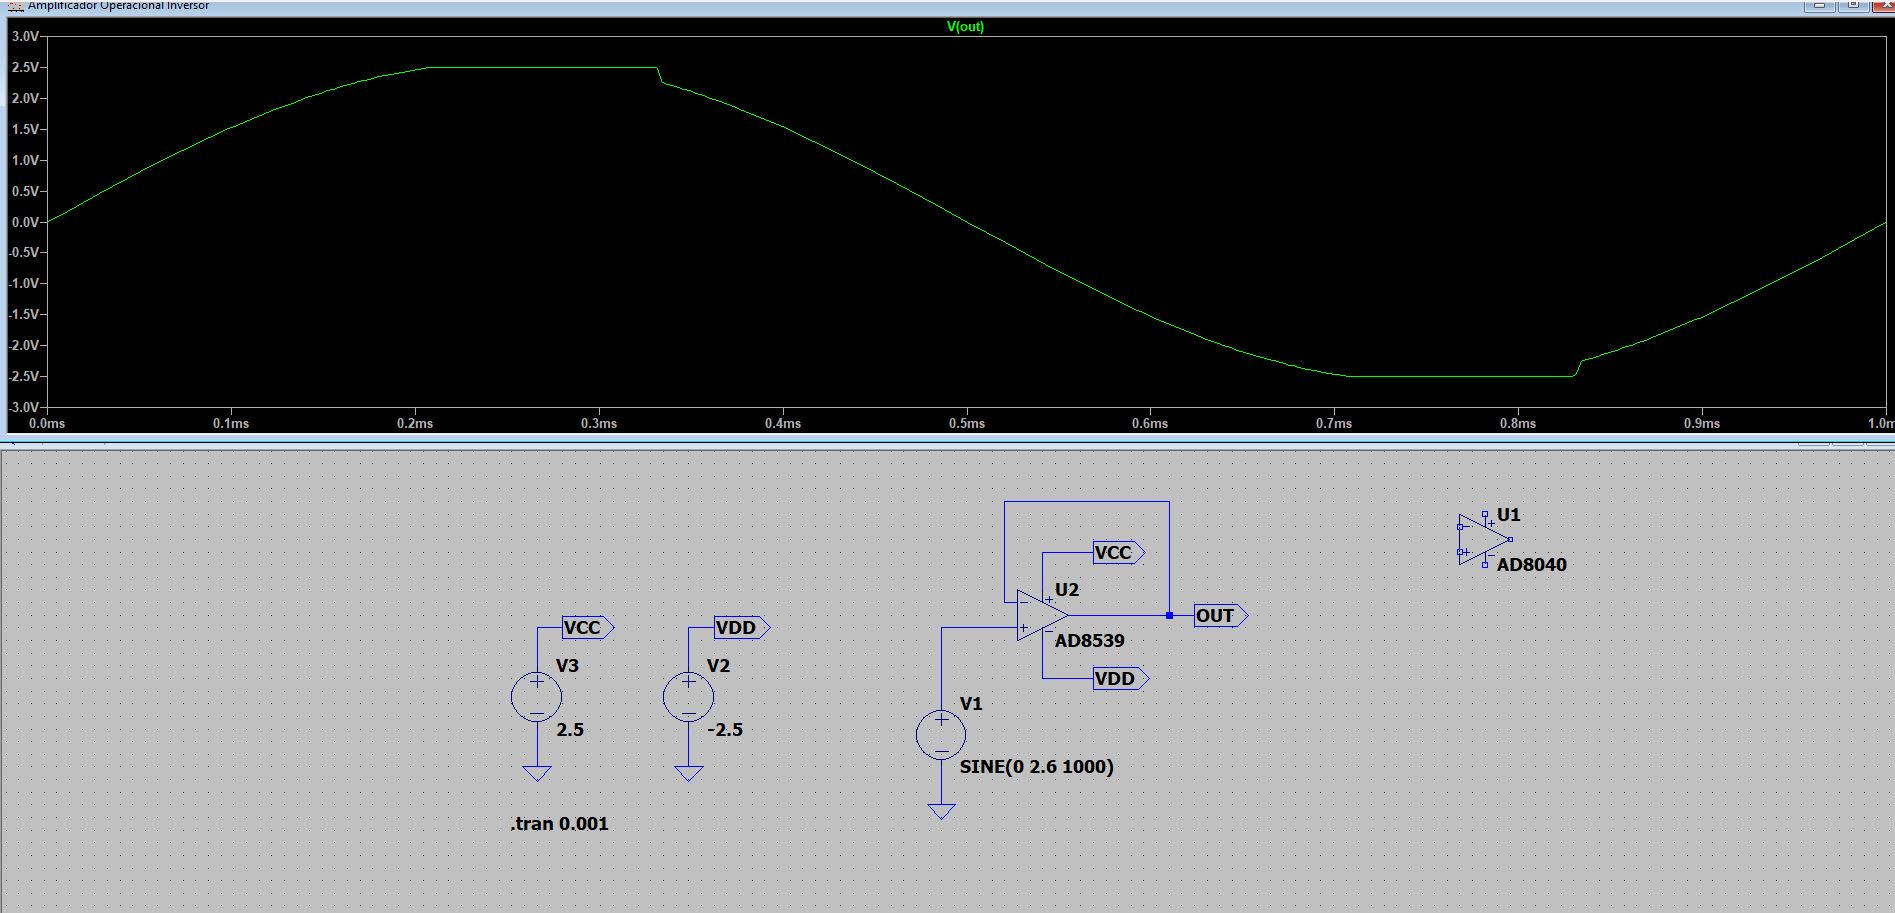 Amplificador Operacional Inversor
V(out)
3.0V
2.5V
2.0V
1.5V
1.0V
0.5V
0.0V
-0.5V
-1.0V
-1.5V
-2.0V
-2.5V
-3.0V
0.0ms 0.1ms 0.2ms 0.3ms 0.4ms 0.5ms 0.6ms 0.7ms 0.8ms 0.9ms 1.0m
U1
AD8040
VCC
U2
OUT
AD8539
VDD
VCC
V3
2.5
VDD
V2
-2.5
V1
SINE(0 2.6 1000)
.tran 0.001